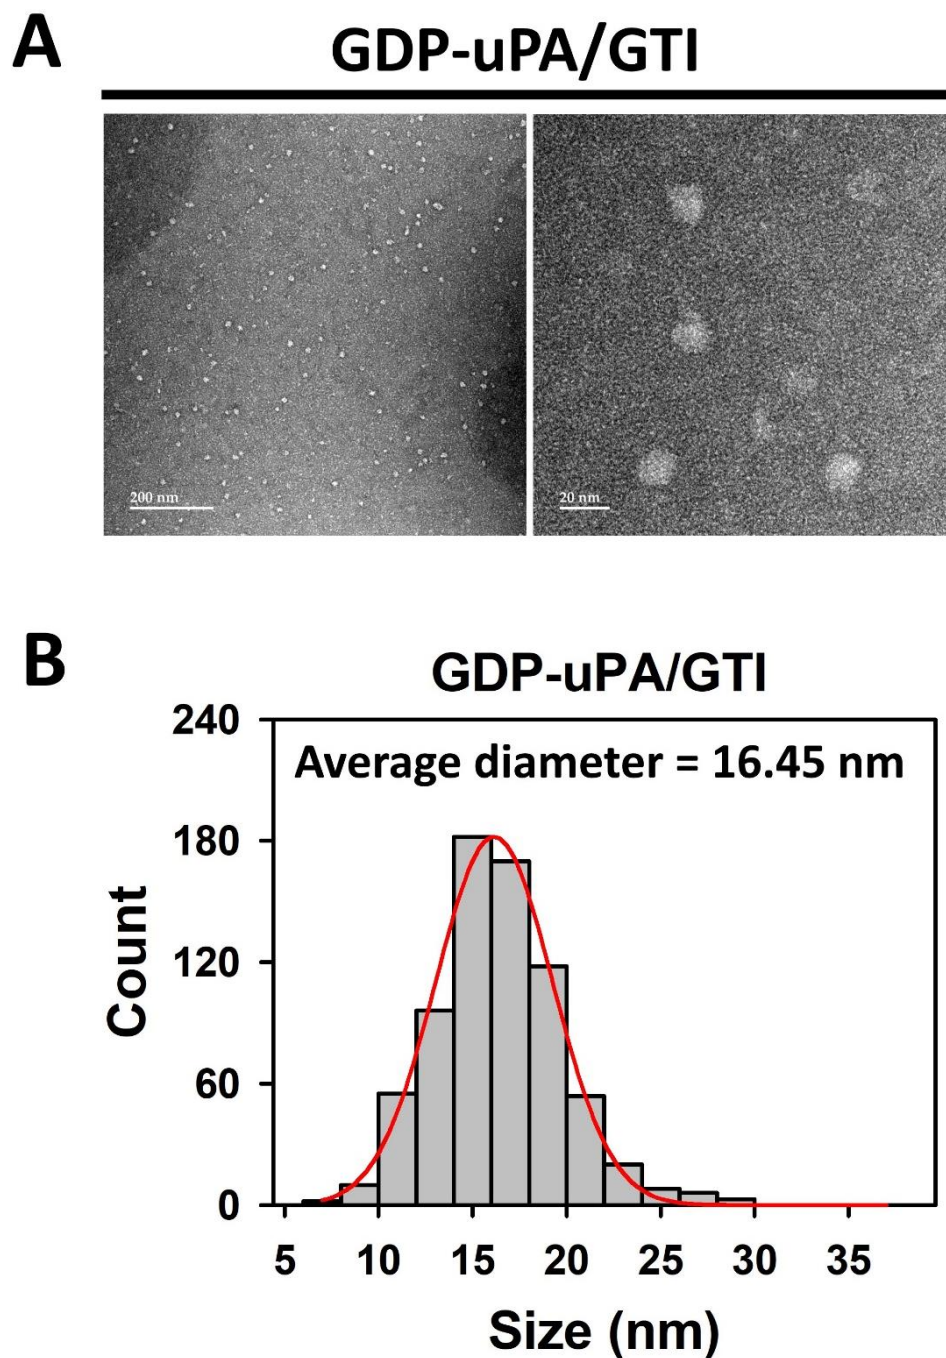 A
GDP-uPA/GTI
200 nm
20 nm
B
GDP-uPA/GTI
Average diameter = 16.45 nm
240
180
120
60
0
Count
5 10 15 20 25 30 35
Size (nm)